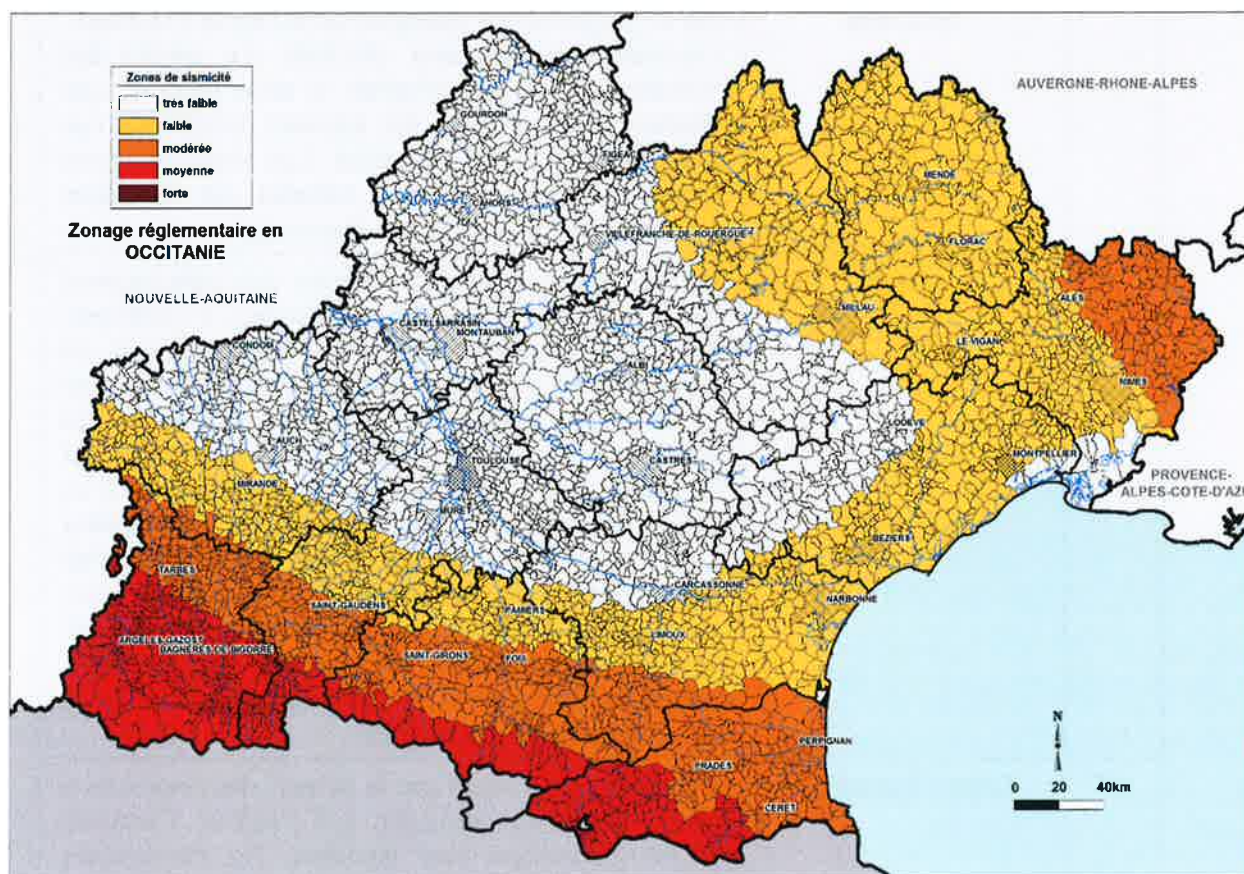 Zones de sismicité
très faible
faible
modérée
moyenne
forte
Zonage réglementaire en
OCCITANIE
NOUVELLE-AQUITAINE
AUVERGNE-RHONE-ALPES
GOURDON
FIGEAC
MENDE
CAHORS
VILLEFRANCHE-DE-ROUERGUE
FLORAC
ALES
MILLAU
CASTELSARRASIN
MONTAUBAN
LE VIGAN
CONDOM
ALBI
NIMES
LODEVE
AUCH
TOULOUSE
CASTRES
MONTPELLIER
PROVENCE-
ALPES-COTE-D'AZU
MIRANDE
MURET
BEZIERS
TARBES
CARCASSONNE
NARBONNE
SAINT-GAUDENS
PAMIERS
LIMOUX
ARGELES-GAZOST
BAGNERES-DE-BIGORRE
SAINT-GIRONS
FOIX
N
PERPIGNAN
PRADES
0 20 40km
CERET